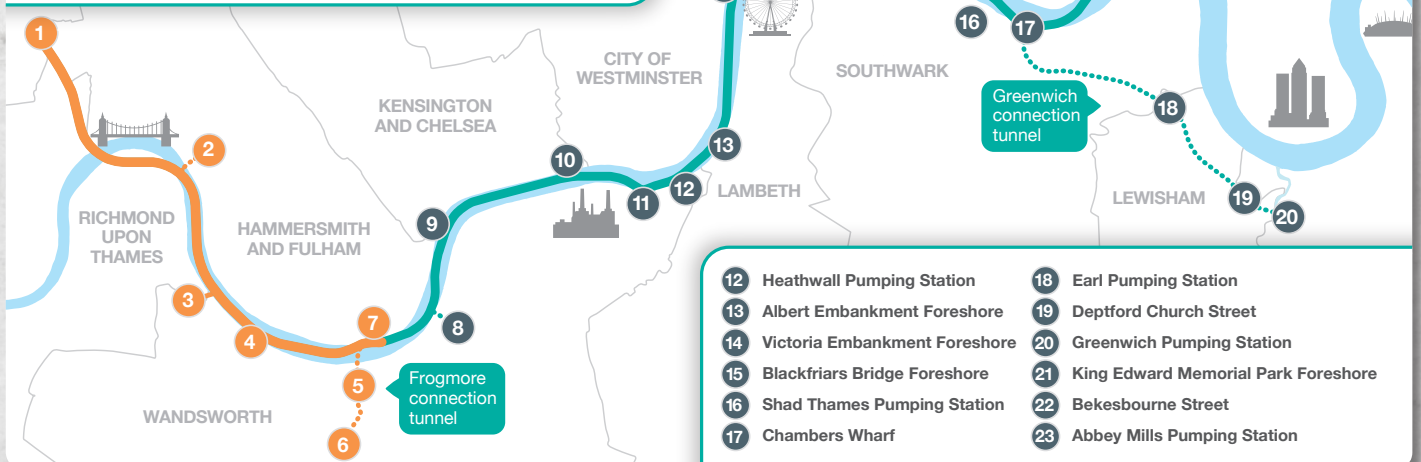 1
16
17
CITY OF
WESTMINSTER
SOUTHWARK
KENSINGTON
AND CHELSEA
Greenwich
connection
tunnel
18
2
13
10
12
11
LAMBETH
LEWISHAM
19
20
RICHMOND
UPON
THAMES
HAMMERSMITH
AND FULHAM
9
3
7
8
4
5
Frogmore
connection
tunnel
WANDSWORTH
6
12 Heathwall Pumping Station
13 Albert Embankment Foreshore
14 Victoria Embankment Foreshore
15 Blackfriars Bridge Foreshore
16 Shad Thames Pumping Station
17 Chambers Wharf
18 Earl Pumping Station
19 Deptford Church Street
20 Greenwich Pumping Station
21 King Edward Memorial Park Foreshore
22 Bekesbourne Street
23 Abbey Mills Pumping Station